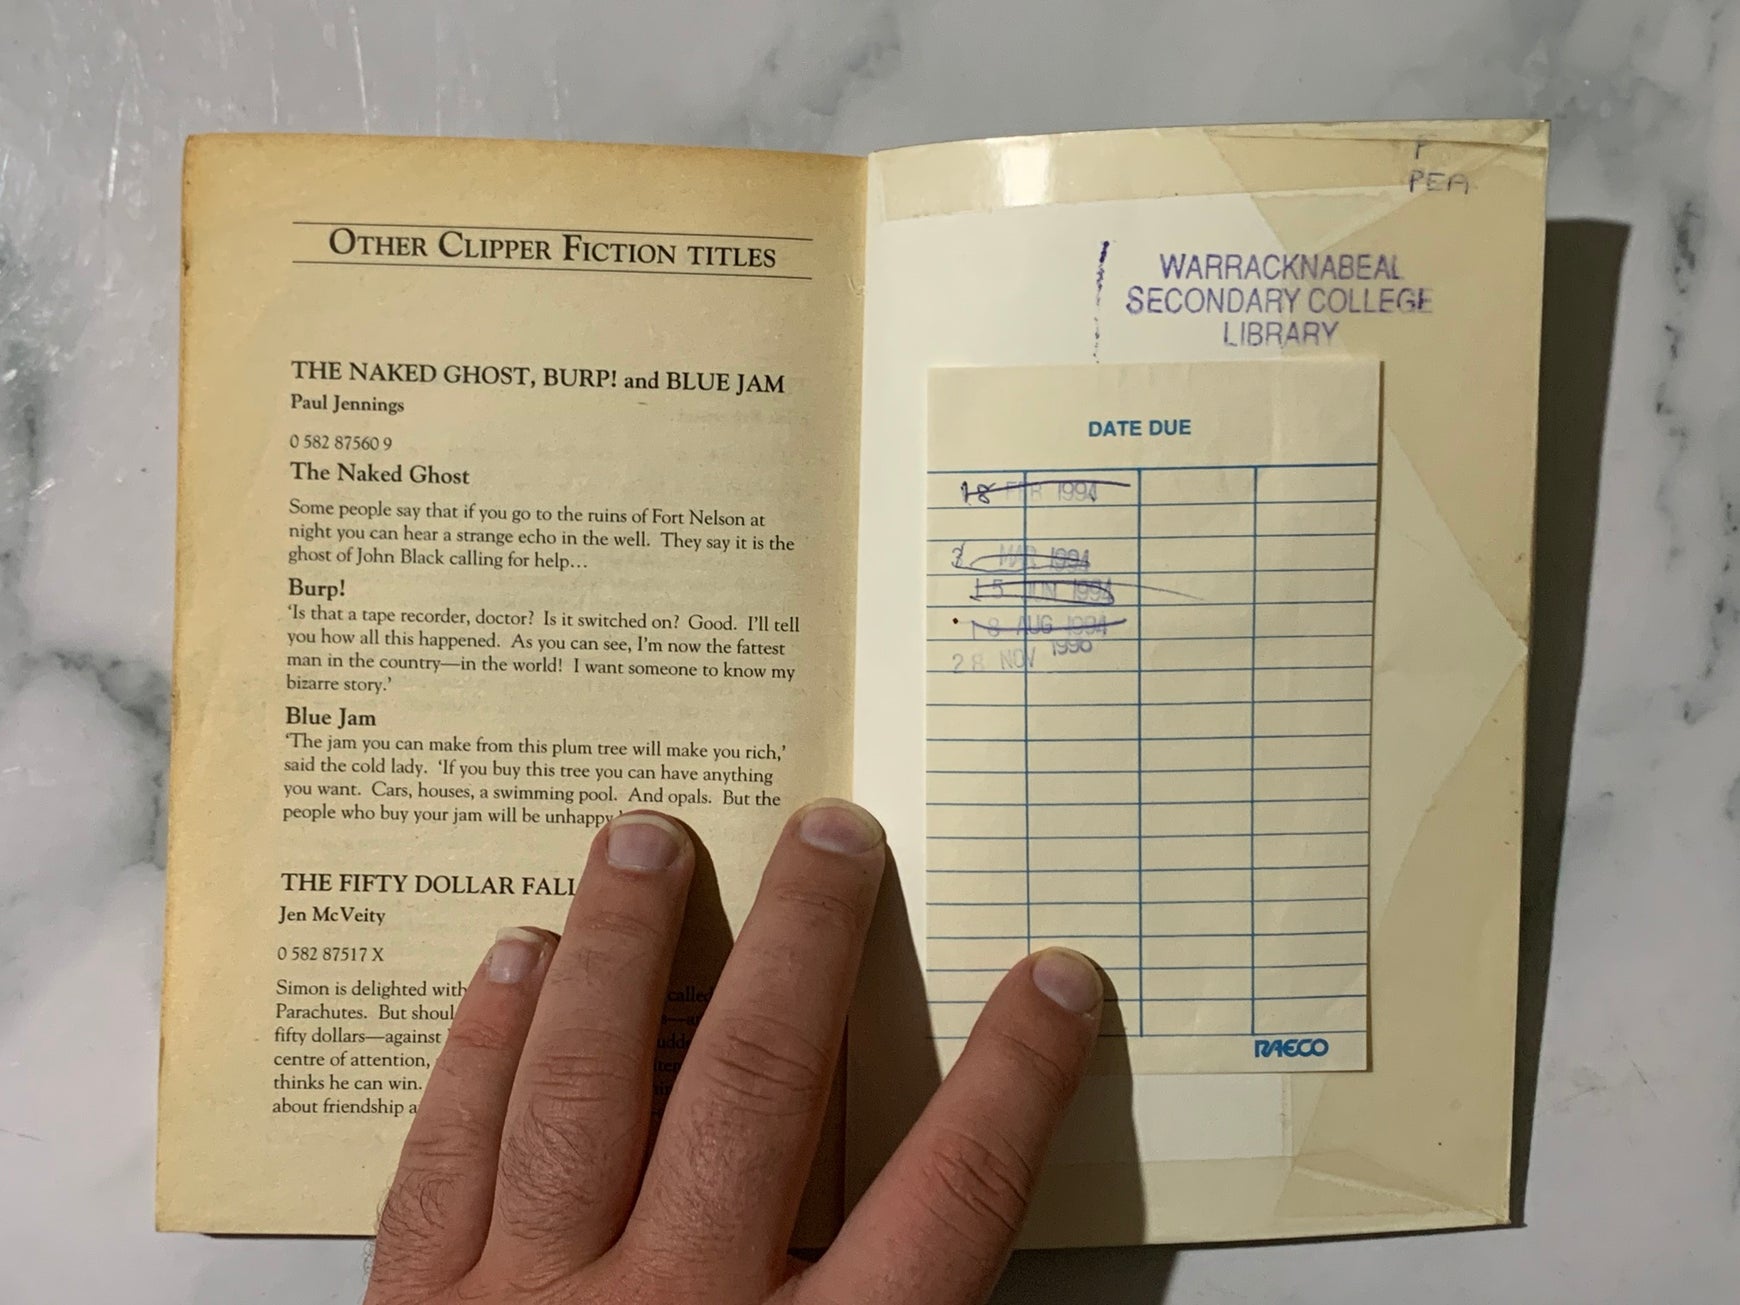 OTHER CLIPPER FICTION TITLES
THE NAKED GHOST, BURP! and BLUE JAM
Paul Jennings
0 582 87560 9
The Naked Ghost
Some people say that if you go to the ruins of Fort Nelson at
night you can hear a strange echo in the well. They say it is the
ghost of John Black calling for help...
Burp!
‘Is that a tape recorder, doctor? Is it switched on? Good. I’ll tell
you how all this happened. As you can see, I’m now the fattest
man in the country—in the world! I want someone to know my
bizarre story.’
Blue Jam
‘The jam you can make from this plum tree will make you rich,’
said the cold lady. ‘If you buy this tree you can have anything
you want. Cars, houses, a swimming pool. And opals. But the
people who buy your jam will be unhappy
THE FIFTY DOLLAR
Jen McVeity
0 582 87517 X
Simon is delighted with called
Parachutes. But
fifty dollars—against
centre of attention,
thinks he can win.
about friendship
F
PEA
WARRACKNABEAL
SECONDARY COLLEGE
LIBRARY
DATE DUE
18 FEB 1994
MAR 1994
15 JUN 1994
18 AUG 1994
28 NOV 1996
RAECO